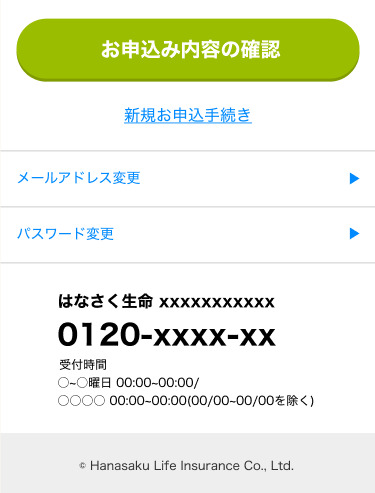 お申込み内容の確認
新規お申込手続き
メールアドレス変更
パスワード変更
はなさく生命 xxxxxxxxxxx
0120-xxxx-xx
受付時間
○~○曜日 00:00~00:00/
○○○○ 00:00~00:00(00/00~00/00を除く)
© Hanasaku Life Insurance Co., Ltd.